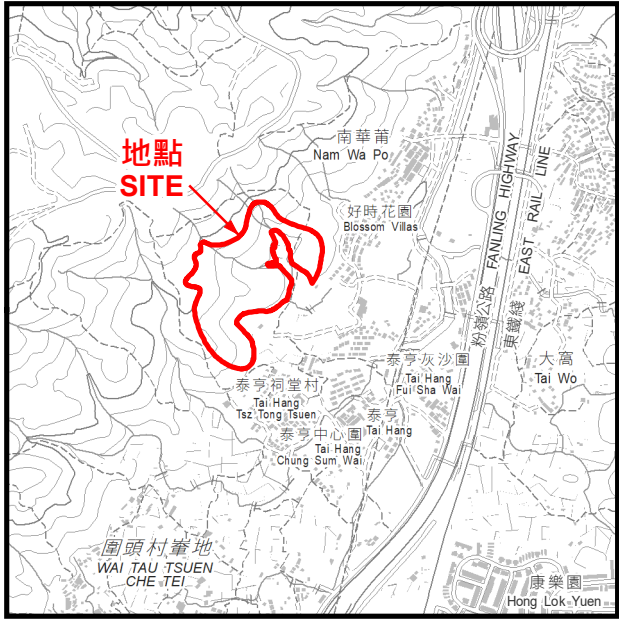 南華莆
Nam Wa Po
地點
SITE
好時花園
Blossom Villas
粉嶺公路 FANLING HIGHWAY
東鐵綫 EAST RAIL LINE
泰亨灰沙圍
Tai Hang
Fui Sha Wai
大窩
Tai Wo
泰亨祠堂村
Tai Hang
Tsz Tong Tsuen
泰亨
Tai Hang
泰亨中心圍
Tai Hang
Chung Sum Wai
圍頭村輋地
WAI TAU TSUEN
CHE TEI
康樂園
Hong Lok Yuen